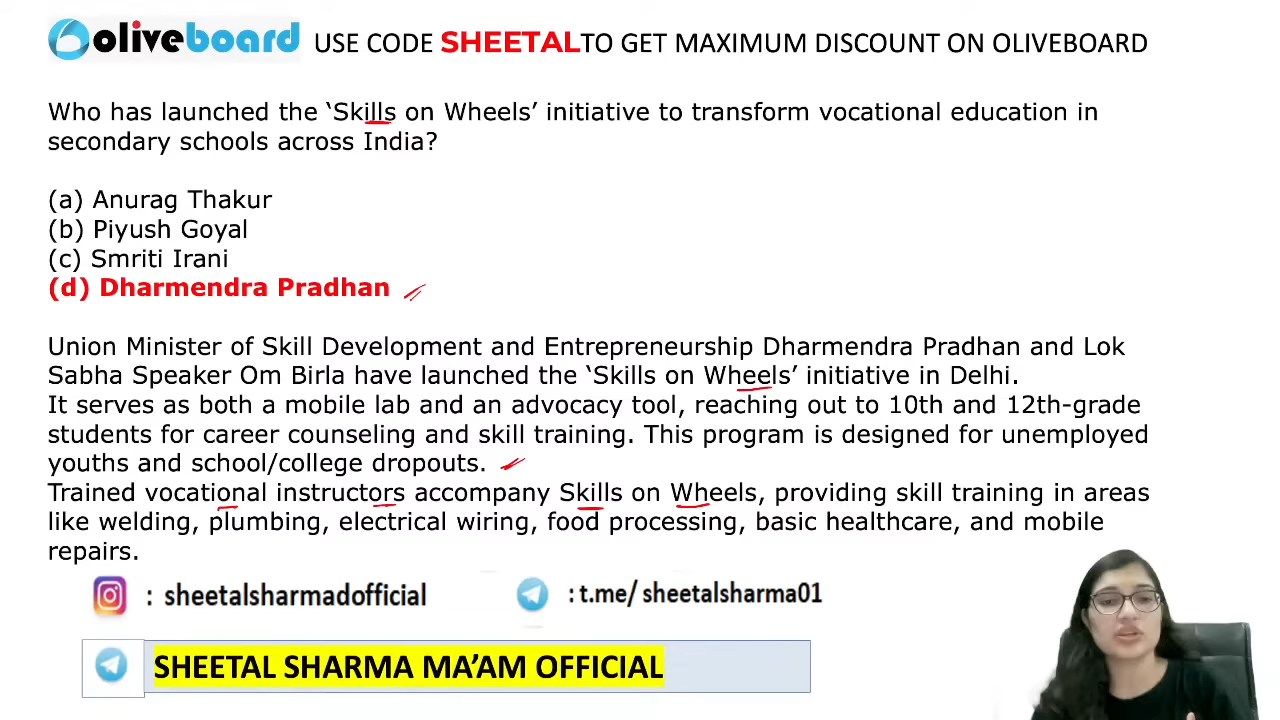 oliveboard USE CODE SHEETAL TO GET MAXIMUM DISCOUNT ON OLIVEBOARD
Who has launched the ‘Skills on Wheels’ initiative to transform vocational education in
secondary schools across India?
(a) Anurag Thakur
(b) Piyush Goyal
(c) Smriti Irani
(d) Dharmendra Pradhan
Union Minister of Skill Development and Entrepreneurship Dharmendra Pradhan and Lok
Sabha Speaker Om Birla have launched the ‘Skills on Wheels’ initiative in Delhi.
It serves as both a mobile lab and an advocacy tool, reaching out to 10th and 12th-grade
students for career counseling and skill training. This program is designed for unemployed
youths and school/college dropouts.
Trained vocational instructors accompany Skills on Wheels, providing skill training in areas
like welding, plumbing, electrical wiring, food processing, basic healthcare, and mobile
repairs.
: sheetalsharmadofficial : t.me/ sheetalsharma01
SHEETAL SHARMA MA’AM OFFICIAL